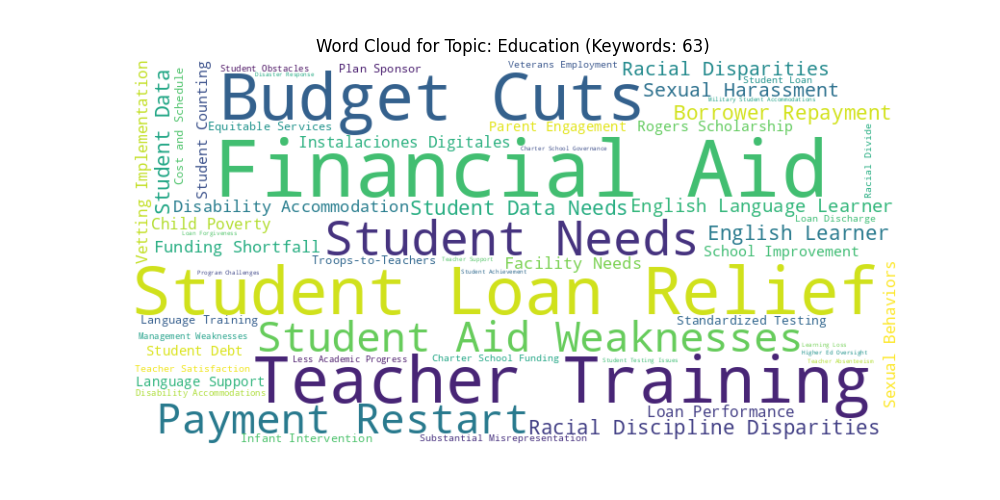 Word Cloud for Topic: Education (Keywords: 63)
Student Obstacles
Disaster Response
Plan Sponsor
Veterans Employment
Racial Disparities
Student Loan
Budget Cuts
Sexual Harassment
Military Student Accommodations
Borrower Repayment
Vetting Implementation
Student Data
Cost and Schedule
Student Counting
Equitable Services
Parent Engagement
Rogers Scholarship
Instalaciones Digitales
Charter School Governance
Racial Divide
Financial Aid
Disability Accommodation
Student Data Needs
English Language Learner
Child Poverty
Loan Forgiveness
Loan Discharge
Student Needs
English Learner
Funding Shortfall
School Improvement
Troops-to-Teachers
Teacher Support
Facility Needs
Program Challenges
Student Achievement
Student Loan Relief
Sexual Behaviors
Language Training
Standardized Testing
Management Weaknesses
Student Aid Weaknesses
Student Debt
Learning Loss
Higher Ed Oversight
Less Academic Progress
Charter School Funding
Student Testing Issues
Teacher Absenteeism
Teacher Satisfaction
Teacher Training
Language Support
Disability Accommodations
Payment Restart
Loan Performance
Racial Discipline Disparities
Infant Intervention
Substantial Misrepresentation